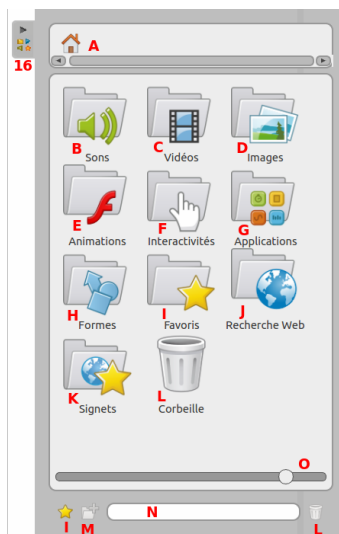 A
16
B
Sons
C
Vidéos
D
Images
E
Animations
F
Interactivités
G
Applications
H
Formes
I
Favoris
J
Recherche Web
K
Signets
L
Corbeille
O
I
M
N
L